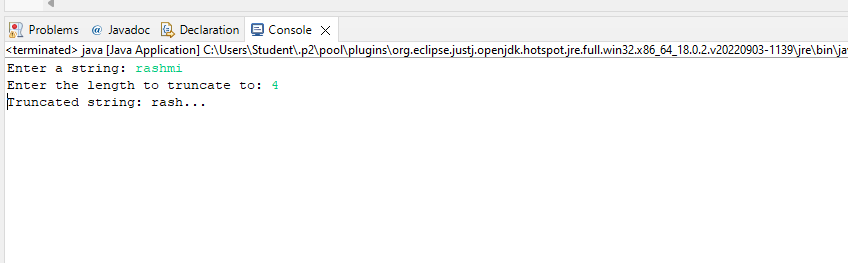 Problems @ Javadoc Declaration Console
<terminated> java [Java Application] C:\Users\Student\.p2\pool\plugins\org.eclipse.justj.openjdk.hotspot.jre.full.win32.x86_64_18.0.2.v20220903-1139\jre\bin\ja
Enter a string: rashmi
Enter the length to truncate to: 4
Truncated string: rash...